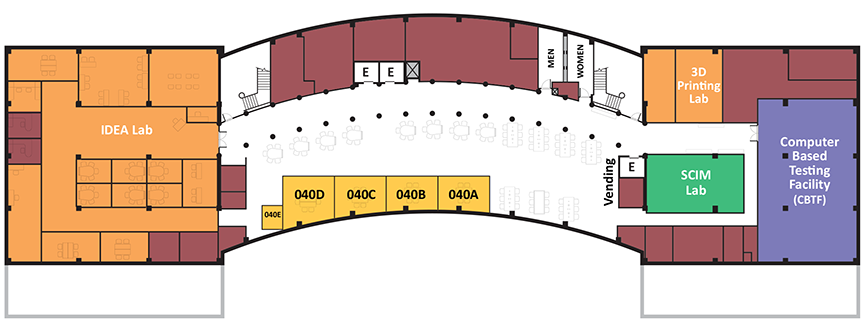 MEN
WOMEN
E
E
3D
Printing
Lab
IDEA Lab
Computer
Based
Testing
Facility
(CBTF)
Vending
E
SCIM
Lab
040D
040C
040B
040A
040E